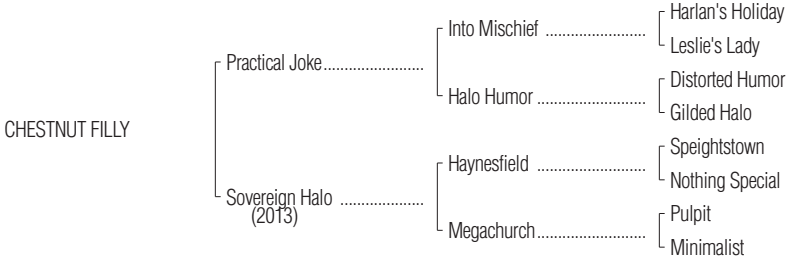 Harlan's Holiday
Into Mischief ........................
Leslie's Lady
Practical Joke........................
Distorted Humor
Halo Humor ..........................
Gilded Halo
CHESTNUT FILLY
Speightstown
Haynesfield ..........................
Nothing Special
Sovereign Halo ....................
(2013)
Pulpit
Megachurch..........................
Minimalist